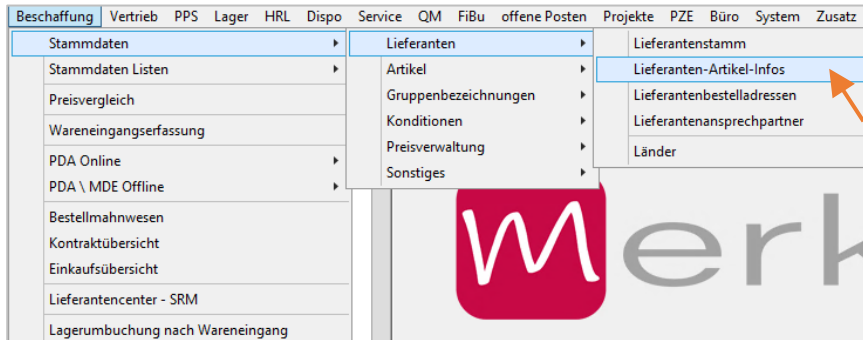 Beschaffung Vertrieb PPS Lager HRL Dispo Service QM FiBu offene Posten Projekte PZE Büro System Zusatz
Stammdaten
Stammdaten Listen
Preisvergleich
Wareneingangserfassung
PDA Online
PDA \ MDE Offline
Bestellmahnwesen
Kontraktübersicht
Einkaufsübersicht
Lieferantencenter - SRM
Lagerumbuchung nach Wareneingang
Lieferanten
Artikel
Gruppenbezeichnungen
Konditionen
Preisverwaltung
Sonstiges
Lieferantenstamm
Lieferanten-Artikel-Infos
Lieferantenbestelladressen
Lieferantenansprechpartner
Länder
merk